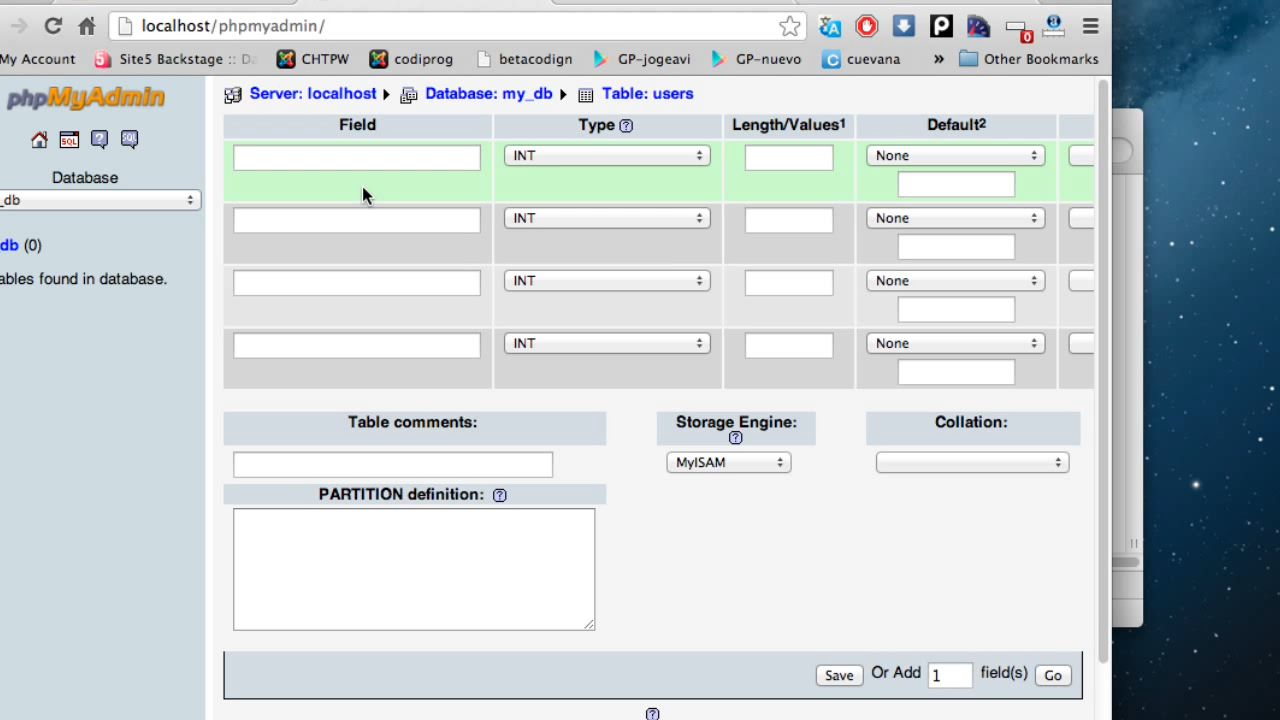 localhost/phpmyadmin/
0
My Account Site5 Backstage :: Da CHTPW codiprog betacodign GP-jogeavi GP-nuevo cuevana » Other Bookmarks
phpMyAdmin
Server: localhost Database: my_db Table: users
SQL ? SQL
Database
_db
db (0)
ables found in database.
Field Type ? Length/Values1 Default2
INT None
INT None
INT None
INT None
Table comments: Storage Engine: ? Collation:
MyISAM
PARTITION definition: ?
Save Or Add 1 field(s) Go
?